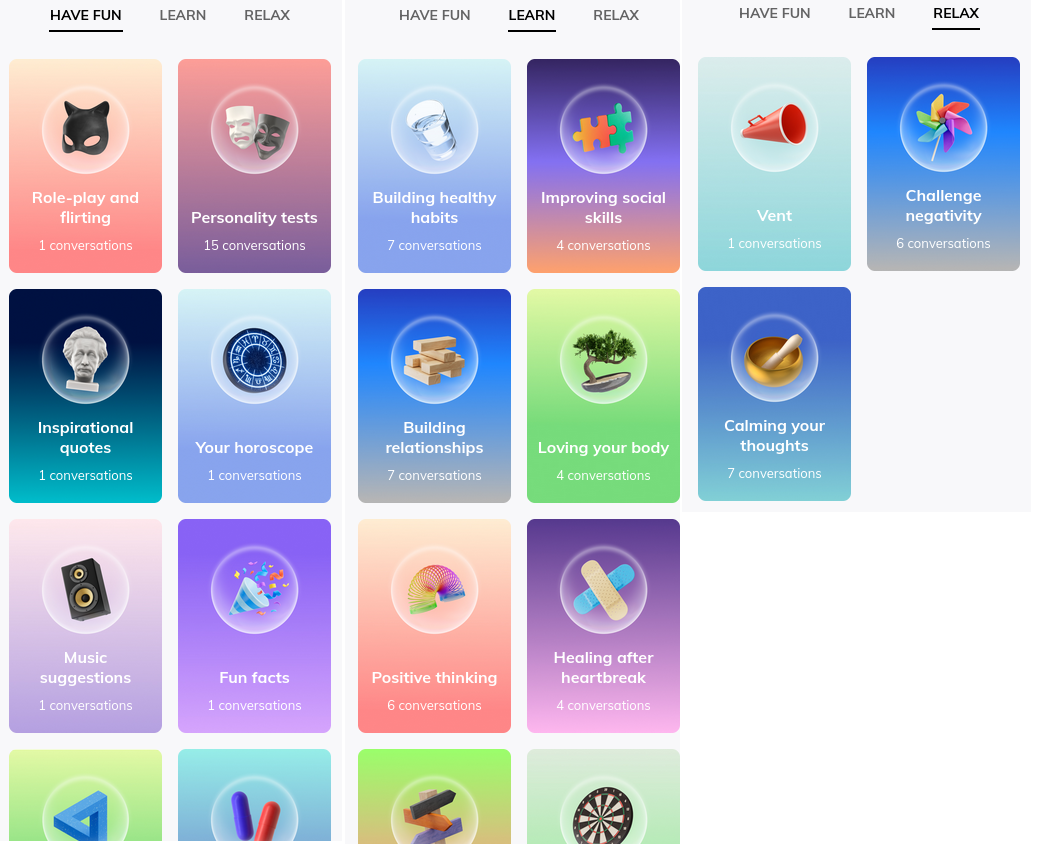 HAVE FUN LEARN RELAX
Role-play and
flirting
1 conversations
Personality tests
15 conversations
Inspirational
quotes
1 conversations
Your horoscope
1 conversations
Music
suggestions
1 conversations
Fun facts
1 conversations
HAVE FUN LEARN RELAX
Building healthy
habits
7 conversations
Improving social
skills
4 conversations
Building
relationships
7 conversations
Loving your body
4 conversations
Positive thinking
6 conversations
Healing after
heartbreak
4 conversations
HAVE FUN LEARN RELAX
Vent
1 conversations
Challenge
negativity
6 conversations
Calming your
thoughts
7 conversations